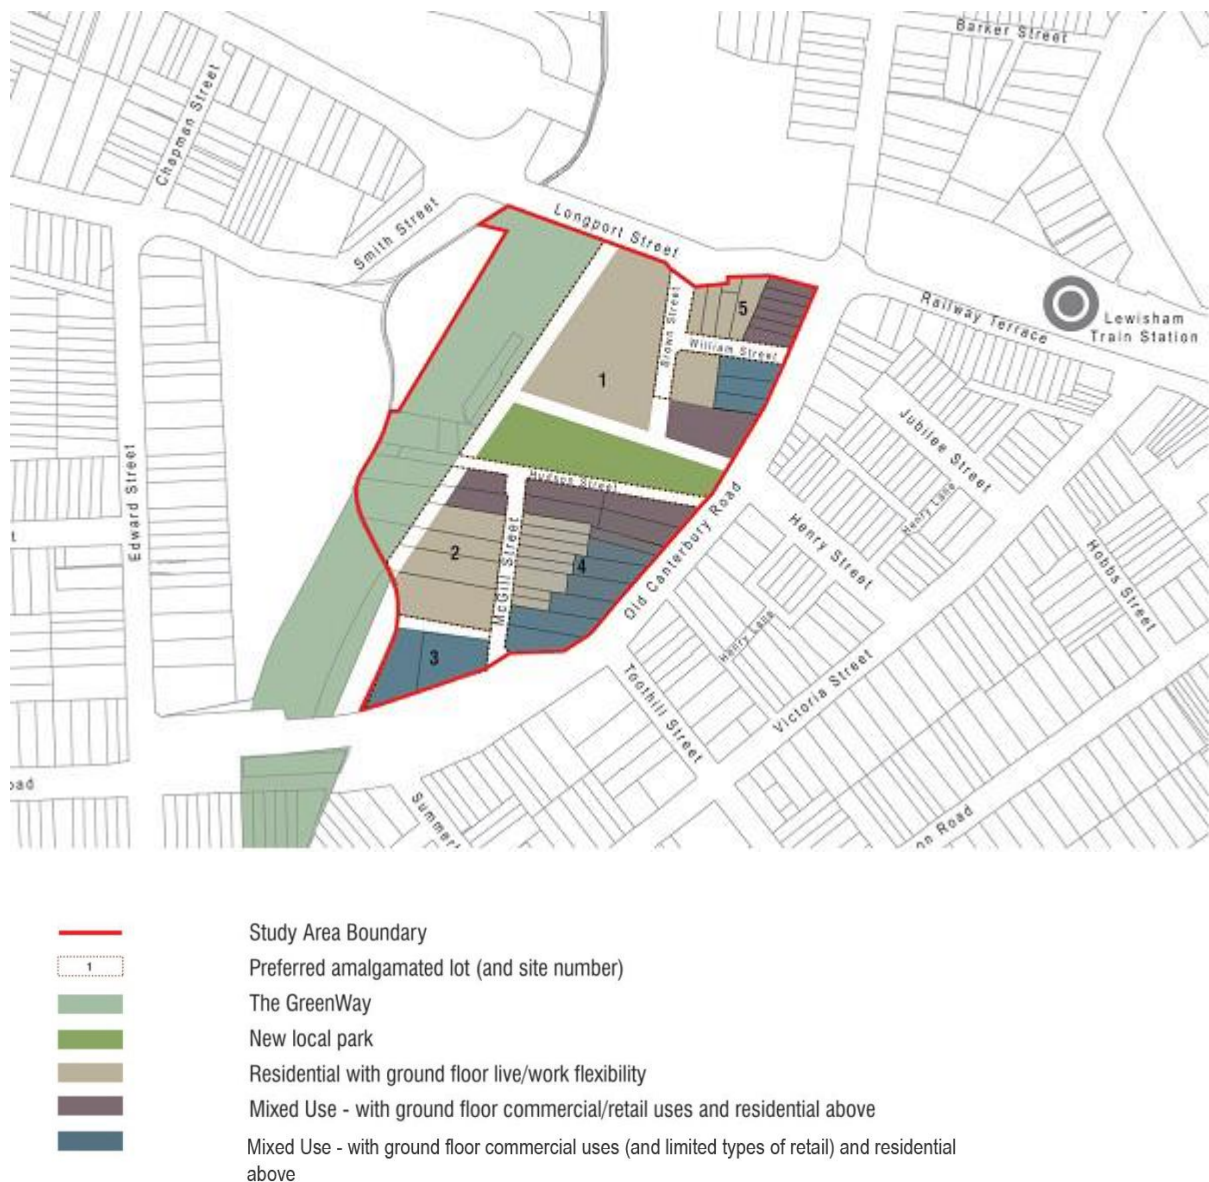 Barker Street
Chapman Street
Smith Street
Longport Street
Railway Terrace
Lewisham
Train Station
Brown Street
5
William Street
1
Jubilee Street
Henry Lane
Edward Street
Hudson Street
McGill Street
2
4
3
Old Canterbury Road
Henry Street
Hobbs Street
Henry Lane
Toothill Street
Victoria Street
oad
Summer
on Road
Study Area Boundary
1
Preferred amalgamated lot (and site number)
The GreenWay
New local park
Residential with ground floor live/work flexibility
Mixed Use - with ground floor commercial/retail uses and residential above
Mixed Use - with ground floor commercial uses (and limited types of retail) and residential
above